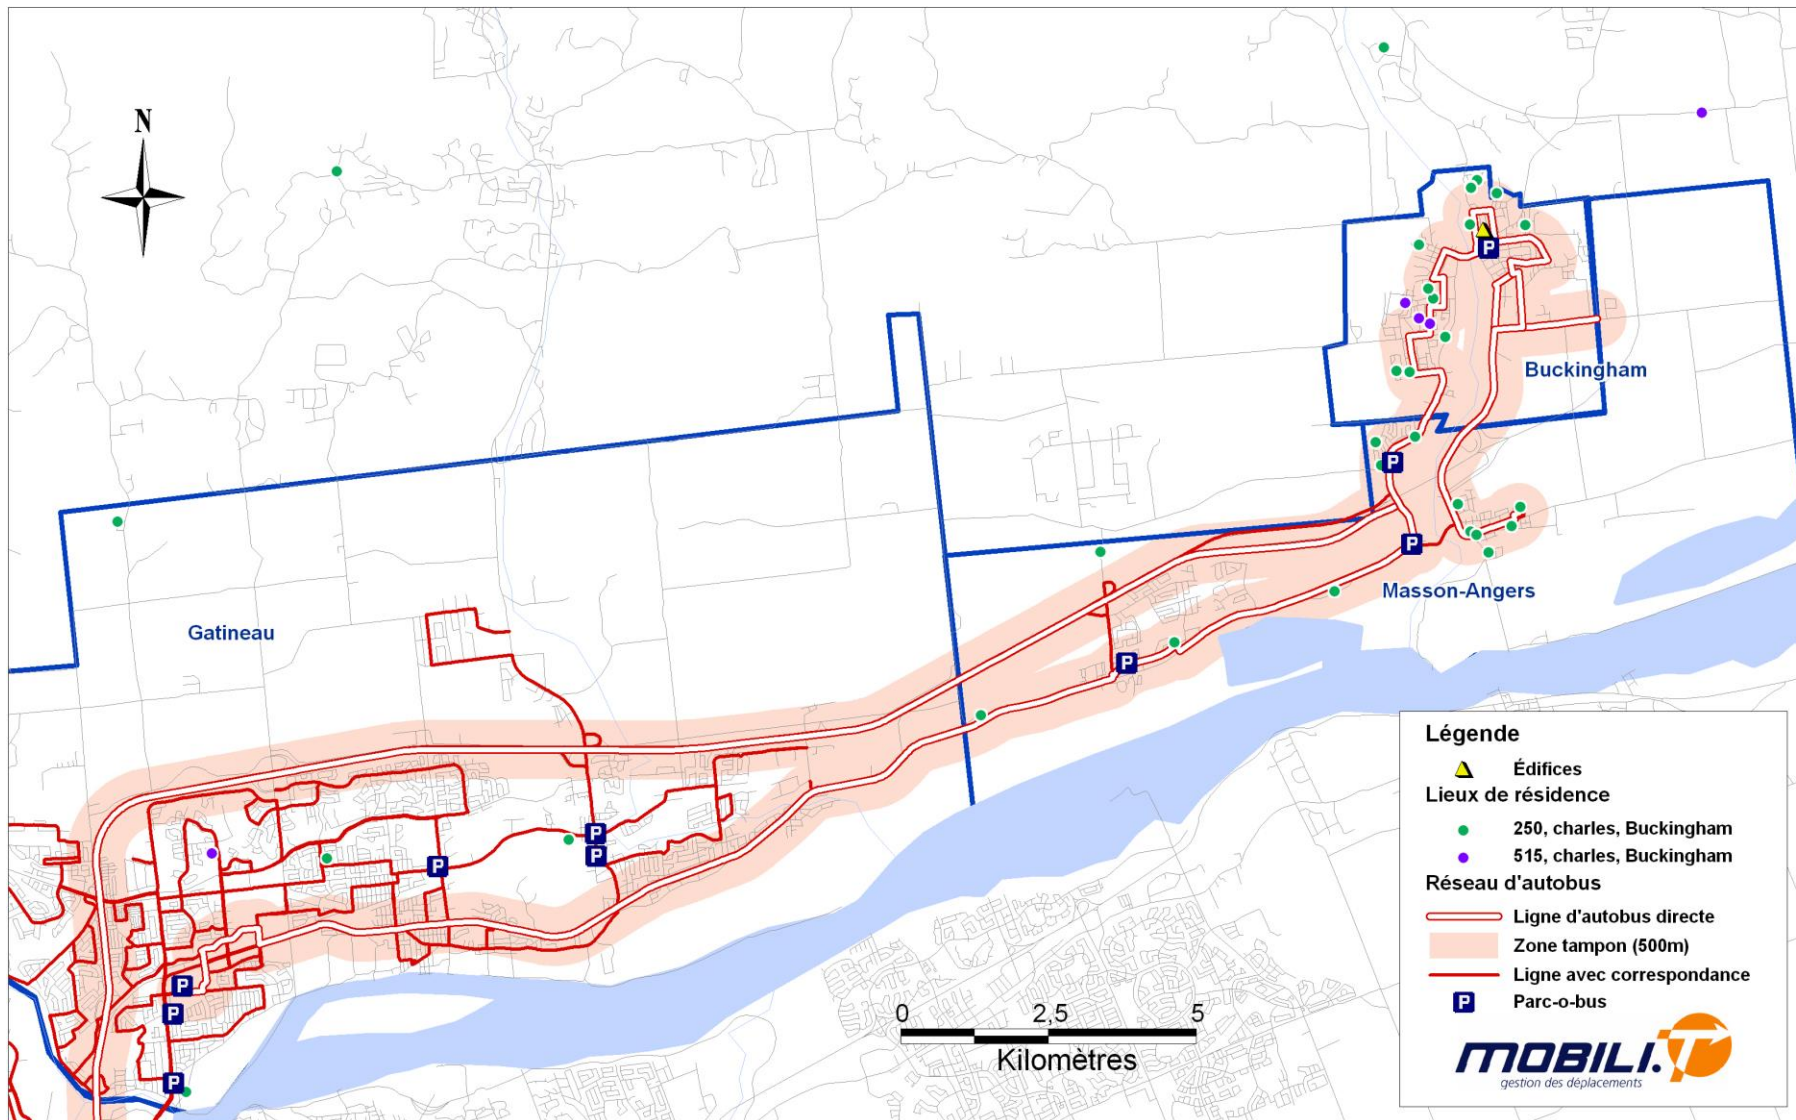 N
P
Buckingham
P
P
Masson-Angers
Gatineau
P
P
P
P
P
P
P
0 2,5 5
Kilomètres
Légende
Édifices
Lieux de résidence
250, charles, Buckingham
515, charles, Buckingham
Réseau d'autobus
Ligne d'autobus directe
Zone tampon (500m)
Ligne avec correspondance
P Parc-o-bus
MOBILI.T
gestion des déplacements